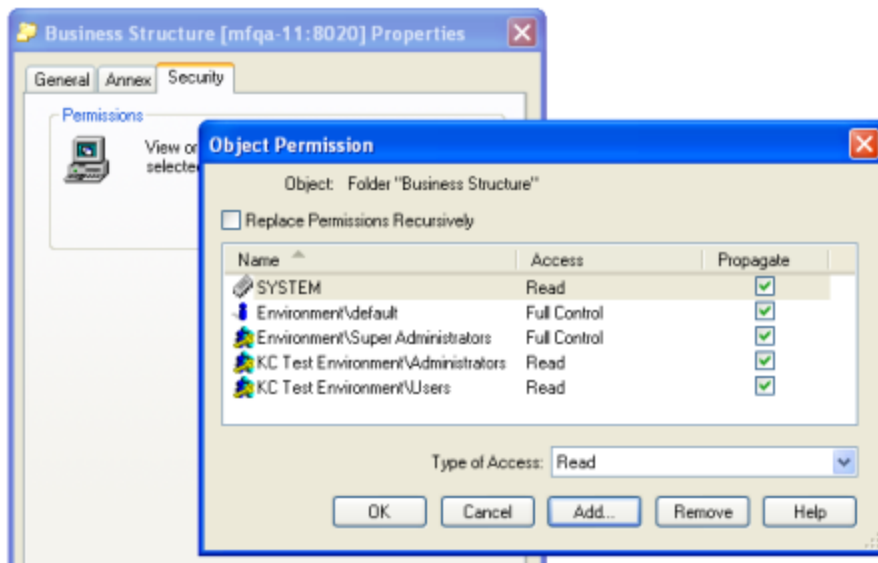 Business Structure [mfqa-11:8020] Properties
General Annex Security
Permissions
View or
selected
Object Permission
Object: Folder "Business Structure"
Replace Permissions Recursively
Name Access Propagate
SYSTEM Read
Environment\default Full Control
Environment\Super Administrators Full Control
KC Test Environment\Administrators Read
KC Test Environment\Users Read
Type of Access: Read
OK Cancel Add... Remove Help